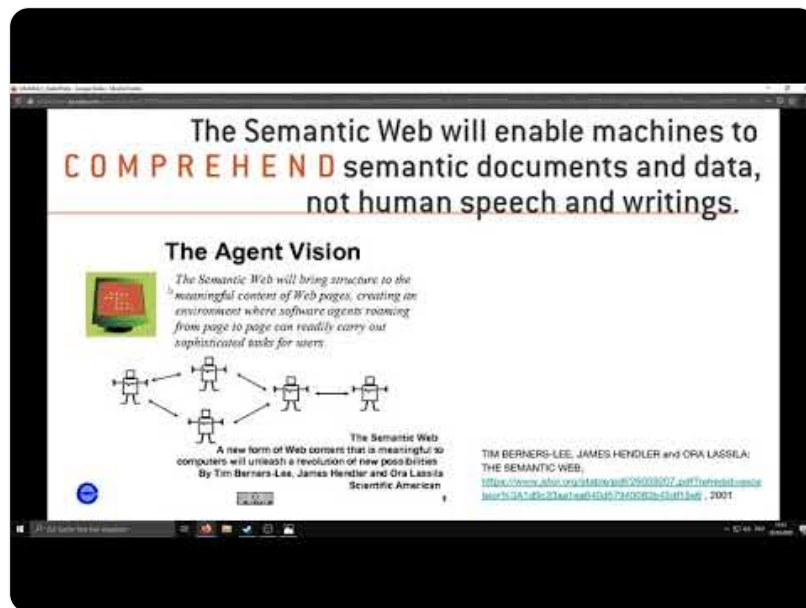 The Semantic Web will enable machines to
COMPREHEND semantic documents and data,
not human speech and writings.
The Agent Vision
The Semantic Web will bring structure to the
meaningful content of Web pages, creating an
environment where software agents roaming
from page to page can readily carry out
sophisticated tasks for users
The Semantic Web
A new form of Web content that is meaningful to
computers will unleash a revolution of new possibilities
By Tim Berners-Lee, James Hendler and Ora Lassila
Scientific American
TIM BERNERS-LEE, JAMES HENDLER and ORA LASSILA:
THE SEMANTIC WEB,
, 2001